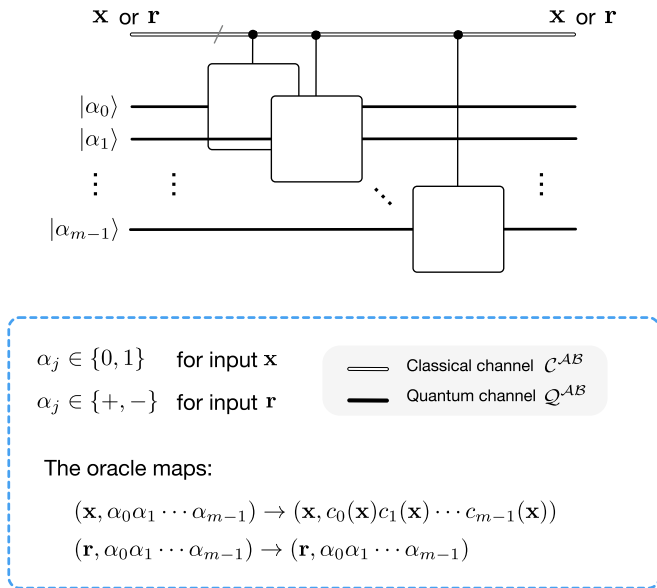 x or r x or r
|α₀⟩
|α₁⟩
⋮ ⋮ ⋱ ⋮
|αₘ₋₁⟩
αⱼ ∈ {0, 1} for input x
αⱼ ∈ {+, −} for input r
Classical channel 𝒞^𝒜ℬ
Quantum channel 𝒬^𝒜ℬ
The oracle maps:
(x, α₀α₁ ⋯ αₘ₋₁) → (x, c₀(x)c₁(x) ⋯ cₘ₋₁(x))
(r, α₀α₁ ⋯ αₘ₋₁) → (r, α₀α₁ ⋯ αₘ₋₁)